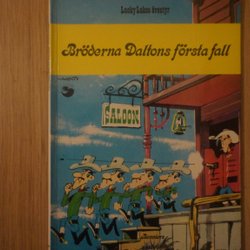 Lucky Lukes äventyr
Bröderna Daltons första fall
SALOON